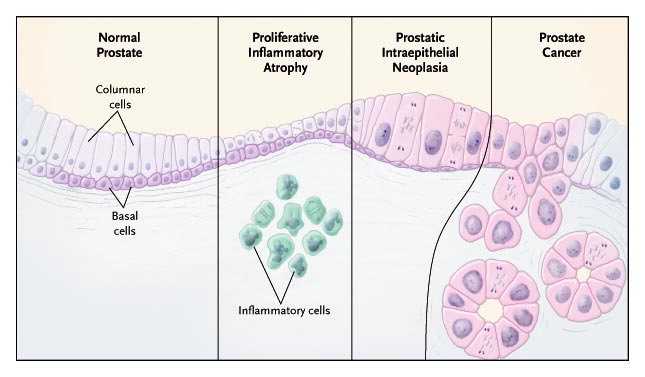 Normal
Prostate
Proliferative
Inflammatory
Atrophy
Prostatic
Intraepithelial
Neoplasia
Prostate
Cancer
Columnar
cells
Basal
cells
Inflammatory cells